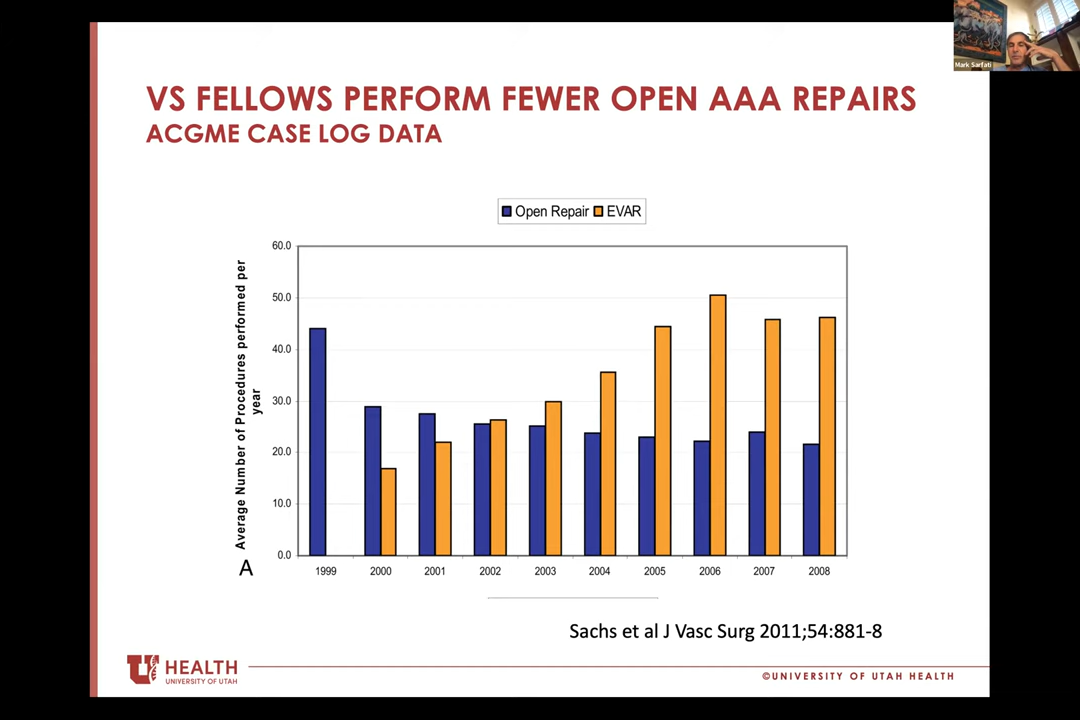 Mark Sarfati
VS FELLOWS PERFORM FEWER OPEN AAA REPAIRS
ACGME CASE LOG DATA
Open Repair EVAR
Average Number of Procedures performed per
year
60.0
50.0
40.0
30.0
20.0
10.0
0.0
A
1999 2000 2001 2002 2003 2004 2005 2006 2007 2008
Sachs et al J Vasc Surg 2011;54:881-8
U HEALTH
UNIVERSITY OF UTAH
©UNIVERSITY OF UTAH HEALTH